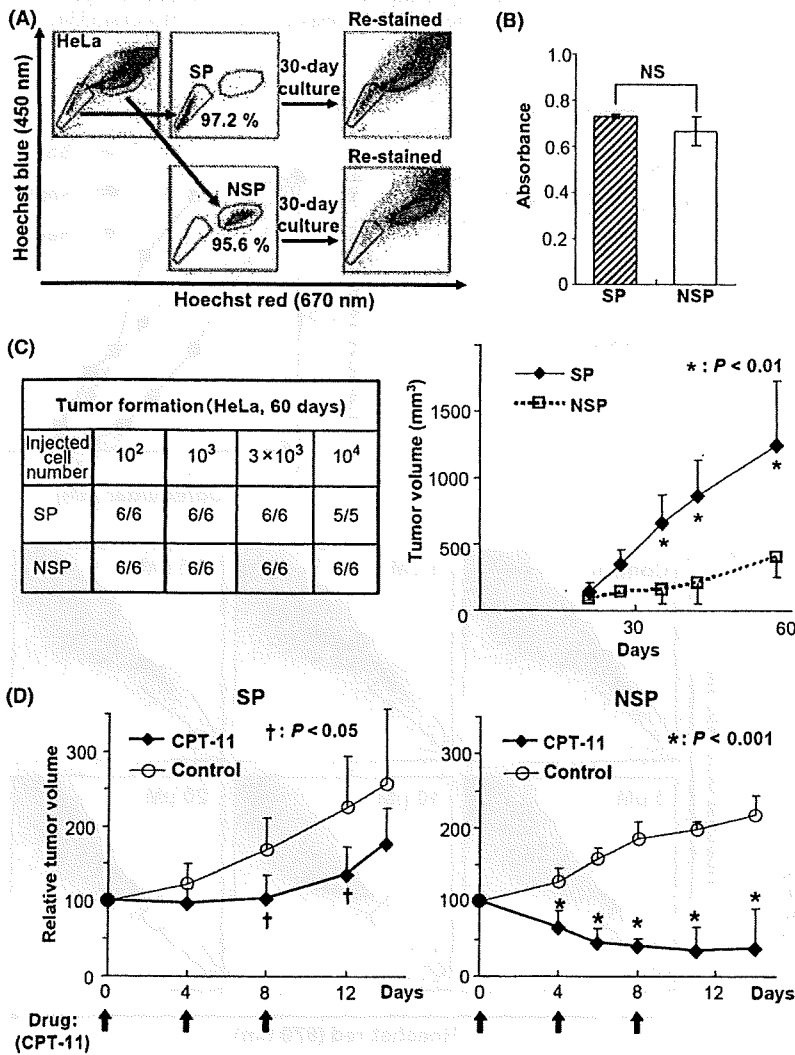 (A)
HeLa
SP
97.2 %
30-day
culture
Re-stained
NSP
95.6 %
30-day
culture
Re-stained
Hoechst blue (450 nm)
Hoechst red (670 nm)
(B)
NS
Absorbance
1.0
0.8
0.6
0.4
0.2
0
SP
NSP
(C)
Tumor formation (HeLa, 60 days)
Injected cell number 10² 10³ 3×10³ 10⁴
SP 6/6 6/6 6/6 5/5
NSP 6/6 6/6 6/6 6/6
SP
NSP
* : P < 0.01
Tumor volume (mm³)
1500
1000
500
0
30
60
Days
*
*
*
(D)
SP
CPT-11
Control
† : P < 0.05
Relative tumor volume
300
200
100
0
†
†
0 4 8 12 Days
Drug:
(CPT-11)
NSP
CPT-11
Control
* : P < 0.001
300
200
100
0
* * * * *
0 4 8 12 Days